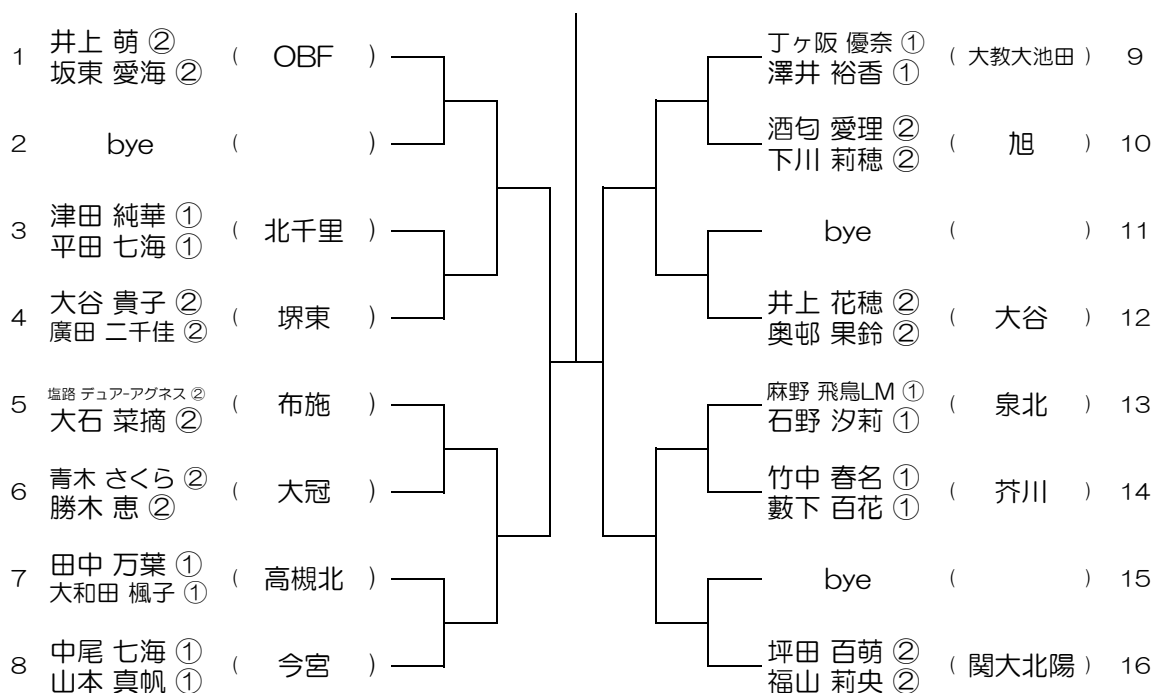 1 井上 萌 ② ( OBF )
坂東 愛海 ②
2 bye ( )
3 津田 純華 ① ( 北千里 )
平田 七海 ①
4 大谷 貴子 ② ( 堺東 )
廣田 二千佳 ②
5 塩路 デュアーアグネス ② ( 布施 )
大石 菜摘 ②
6 青木 さくら ② ( 大冠 )
勝木 恵 ②
7 田中 万葉 ① ( 高槻北 )
大和田 楓子 ①
8 中尾 七海 ① ( 今宮 )
山本 真帆 ①
丁ヶ阪 優奈 ① ( 大教大池田 ) 9
澤井 裕香 ①
酒匂 愛理 ② ( 旭 ) 10
下川 莉穂 ②
bye ( ) 11
井上 花穂 ② ( 大谷 ) 12
奥邨 果鈴 ②
麻野 飛鳥LM ① ( 泉北 ) 13
石野 汐莉 ①
竹中 春名 ① ( 芥川 ) 14
藪下 百花 ①
bye ( ) 15
坪田 百萌 ② ( 関大北陽 ) 16
福山 莉央 ②